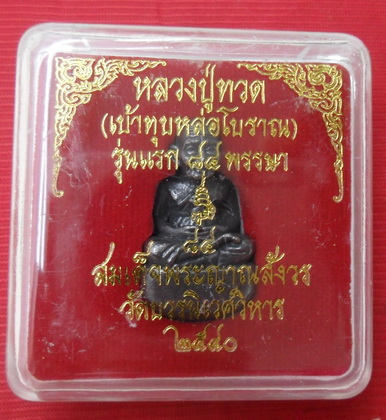 หลวงปู่ทวด
(เบ้าทุบหล่อโบราณ)
รุ่นแรก ๘๔ พรรษา
๘๔
สมเด็จพระญาณสังวร
วัดบวรนิเวศวิหาร
๒๕๔๐